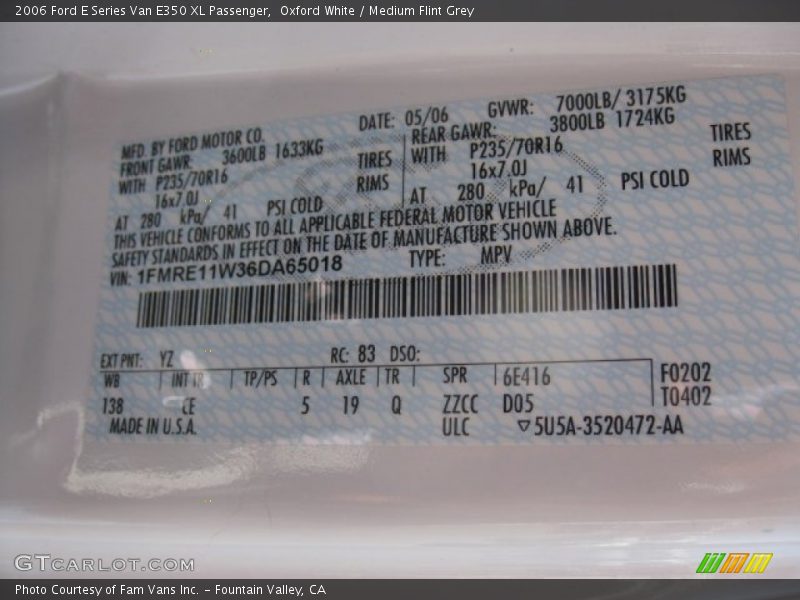 2006 Ford E Series Van E350 XL Passenger,  Oxford White / Medium Flint Grey
MFD. BY FORD MOTOR CO. DATE: 05/06 GVWR: 7000LB/ 3175KG
FRONT GAWR: 3600LB 1633KG REAR GAWR: 3800LB 1724KG
WITH P235/70R16 TIRES WITH P235/70R16 TIRES
16x7.0J RIMS 16x7.0J RIMS
AT 280 kPa/ 41 PSI COLD AT 280 kPa/ 41 PSI COLD
THIS VEHICLE CONFORMS TO ALL APPLICABLE FEDERAL MOTOR VEHICLE
SAFETY STANDARDS IN EFFECT ON THE DATE OF MANUFACTURE SHOWN ABOVE.
VIN: 1FMRE11W36DA65018 TYPE: MPV
EXT PNT: YZ RC: 83 DSO:
WB INT TR TP/PS R AXLE TR SPR 6E416 F0202
138 CE 5 19 Q ZZCC D05 T0402
MADE IN U.S.A. ULC ▽5U5A-3520472-AA
GTCARLOT.COM
Photo Courtesy of Fam Vans Inc. – Fountain Valley, CA